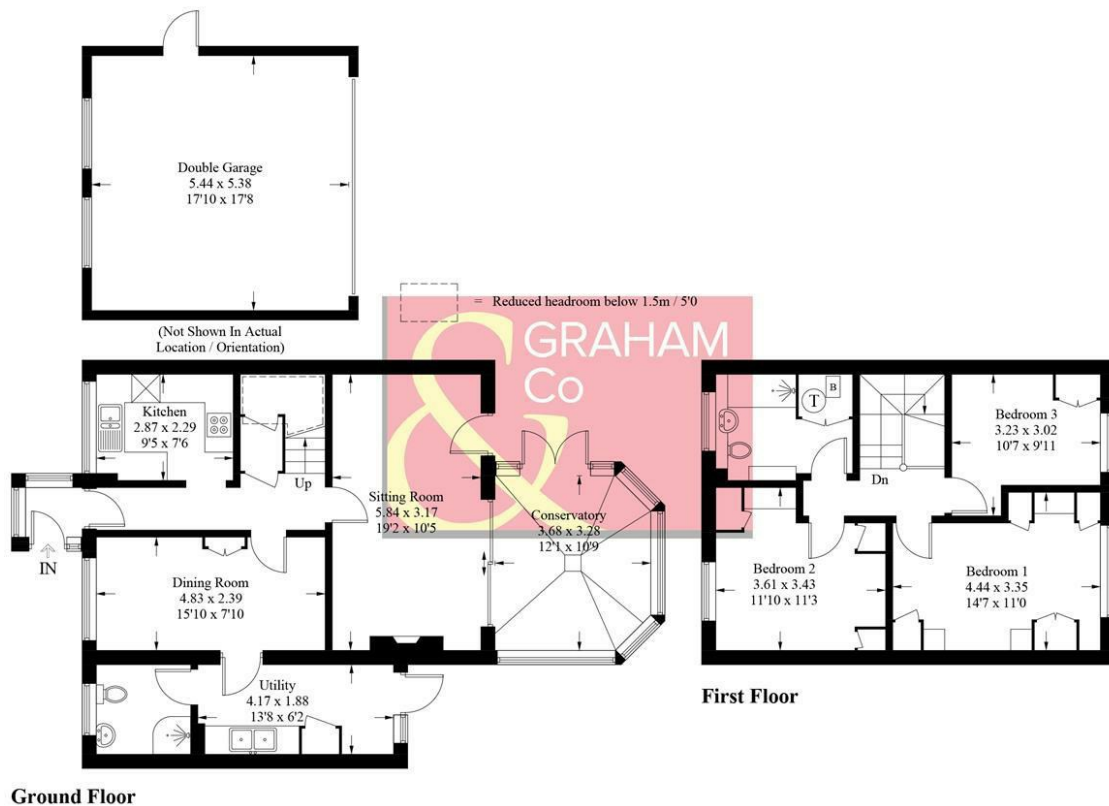 Double Garage
5.44 x 5.38
17'10 x 17'8
(Not Shown In Actual
Location / Orientation)
= Reduced headroom below 1.5m / 5'0
& GRAHAM
Co
Kitchen
2.87 x 2.29
9'5 x 7'6
Up
Sitting Room
5.84 x 3.17
19'2 x 10'5
Conservatory
3.68 x 3.28
12'1 x 10'9
IN
Dining Room
4.83 x 2.39
15'10 x 7'10
Utility
4.17 x 1.88
13'8 x 6'2
Ground Floor
T
B
Bedroom 3
3.23 x 3.02
10'7 x 9'11
Dn
Bedroom 2
3.61 x 3.43
11'10 x 11'3
Bedroom 1
4.44 x 3.35
14'7 x 11'0
First Floor